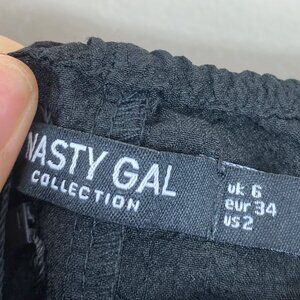 NASTY GAL
COLLECTION
uk 6
eur 34
us 2